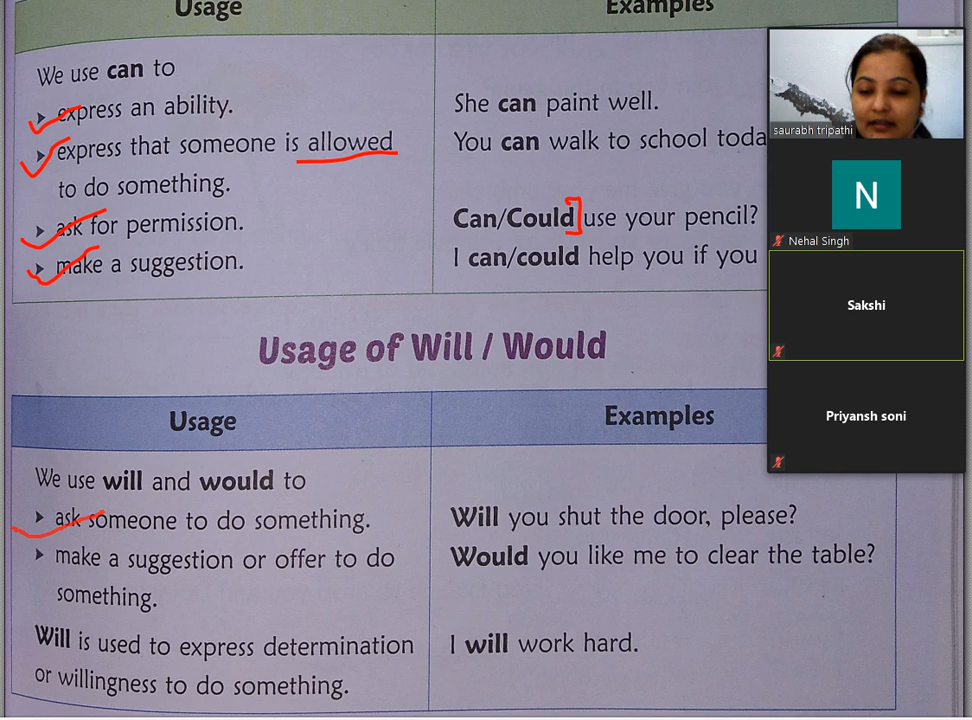 Usage
Examples
We use can to
express an ability.
She can paint well.
express that someone is allowed
to do something.
You can walk to school toda
ask for permission.
Can/Could use your pencil?
make a suggestion.
I can/could help you if you
Usage of Will / Would
Usage
Examples
We use will and would to
ask someone to do something.
Will you shut the door, please?
make a suggestion or offer to do
something.
Would you like me to clear the table?
Will is used to express determination
or willingness to do something.
I will work hard.
saurabh tripathi
N
Nehal Singh
Sakshi
Priyansh soni